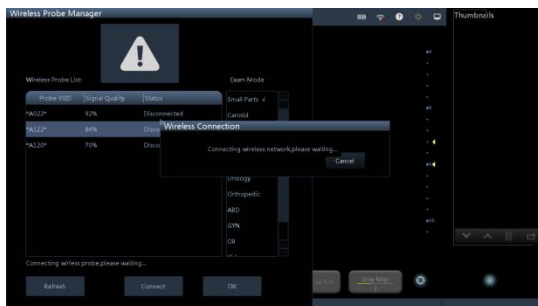 Wireless Probe Manager
Thumbnails
Wireless Probe List:
Exam Mode
Probe SSID Signal Quality Status
*A022* 92% Disconnected
*A122* 84% Disco
*A120* 70% Disco
Small Parts √
Carotid
Wireless Connection
Connecting wireless network,please waiting...
Cancel
Urology
Orthopedic
ABD
GYN
OB
Connecting wirless probe,please waiting...
Refresh Connect OK
Gray Map